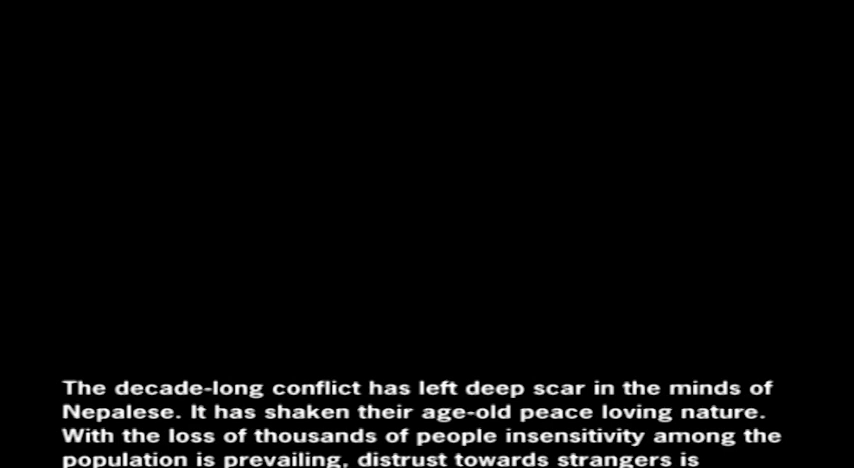 The decade-long conflict has left deep scar in the minds of
Nepalese. It has shaken their age-old peace loving nature.
With the loss of thousands of people insensitivity among the
population is prevailing, distrust towards strangers is